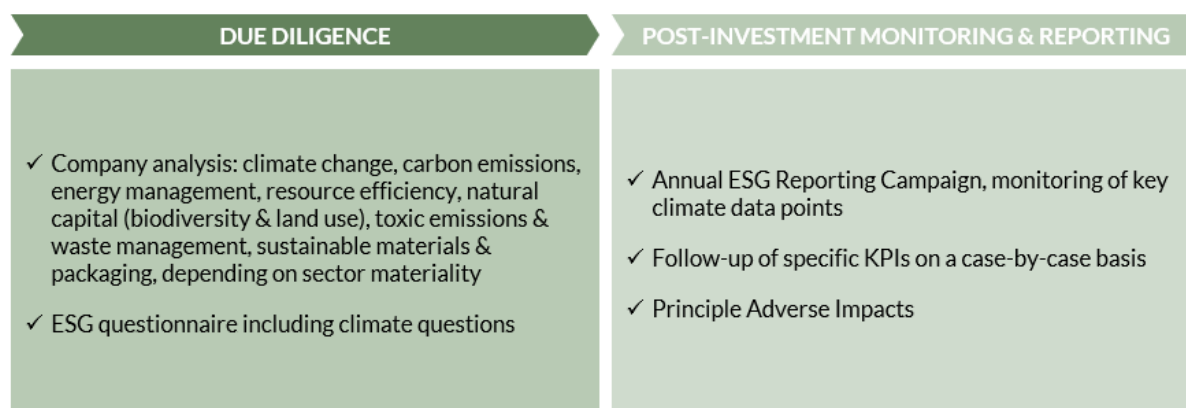 DUE DILIGENCE
✓ Company analysis: climate change, carbon emissions,
energy management, resource efficiency, natural
capital (biodiversity & land use), toxic emissions &
waste management, sustainable materials &
packaging, depending on sector materiality
✓ ESG questionnaire including climate questions
POST-INVESTMENT MONITORING & REPORTING
✓ Annual ESG Reporting Campaign, monitoring of key
climate data points
✓ Follow-up of specific KPIs on a case-by-case basis
✓ Principle Adverse Impacts